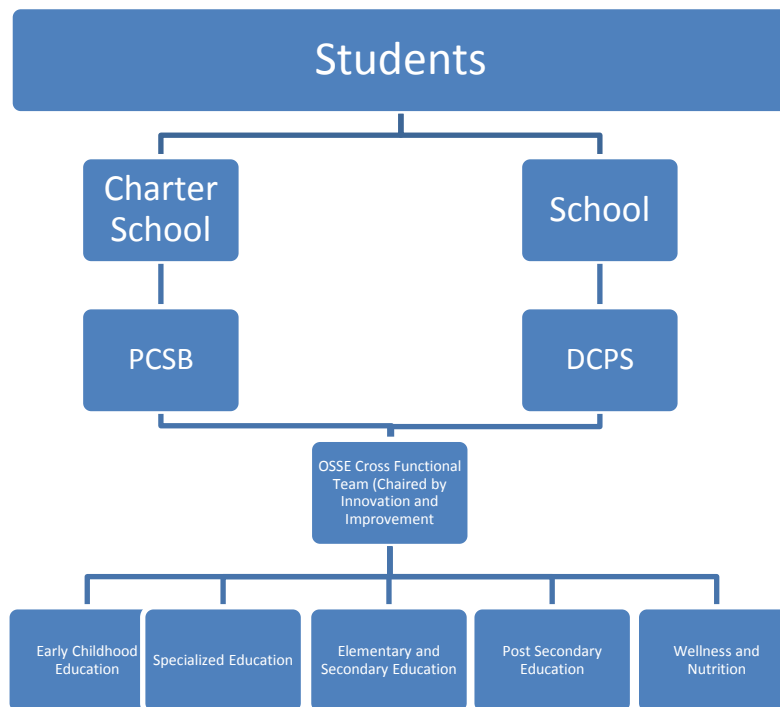 Students
Charter
School
School
PCSB
DCPS
OSSE Cross Functional
Team (Chaired by
Innovation and
Improvement
Early Childhood
Education
Specialized Education
Elementary and
Secondary Education
Post Secondary
Education
Wellness and
Nutrition